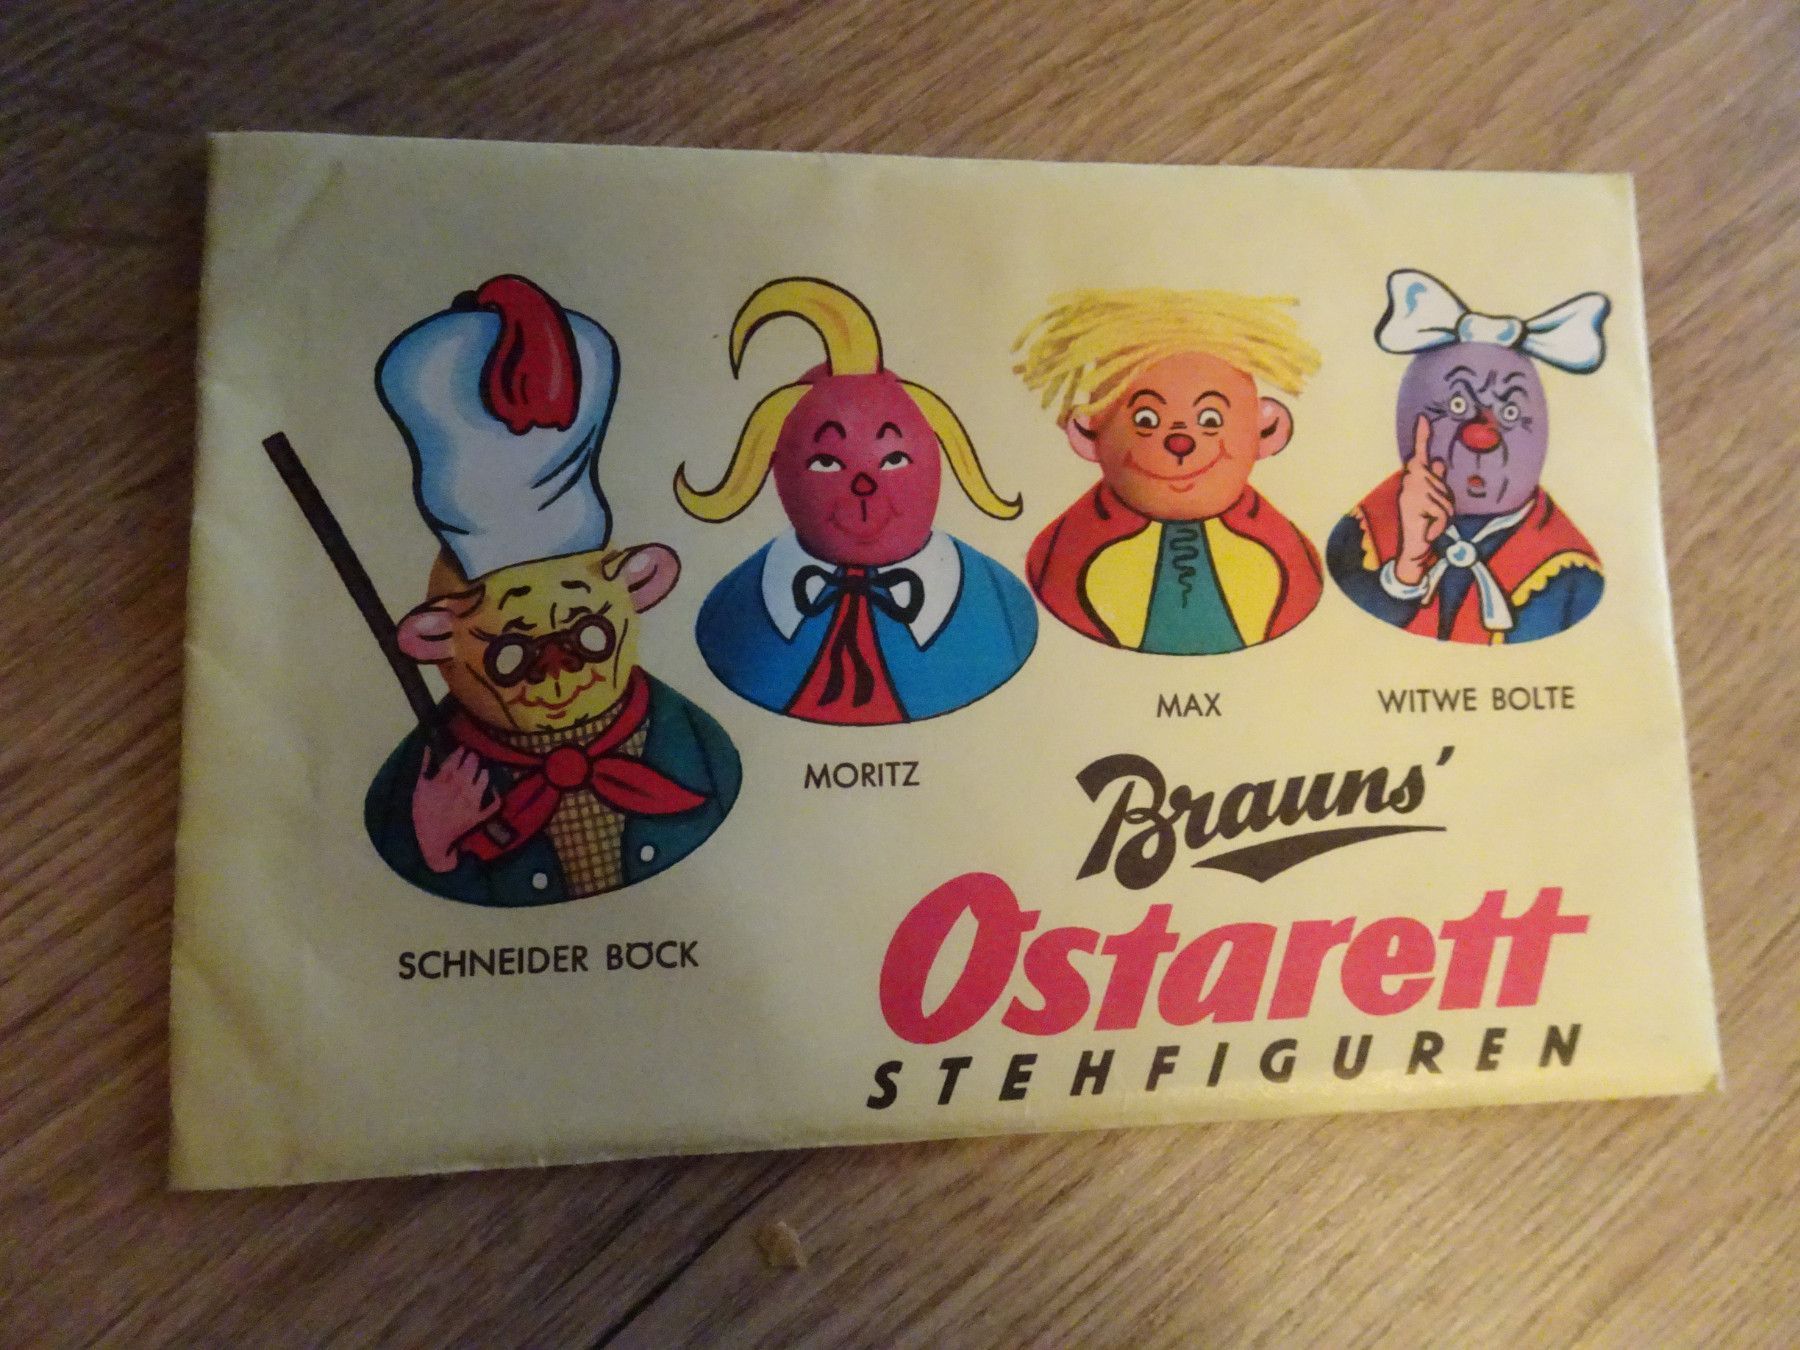 SCHNEIDER BÖCK
MORITZ
MAX
WITWE BOLTE
Brauns'
Ostarett
STEHFIGUREN